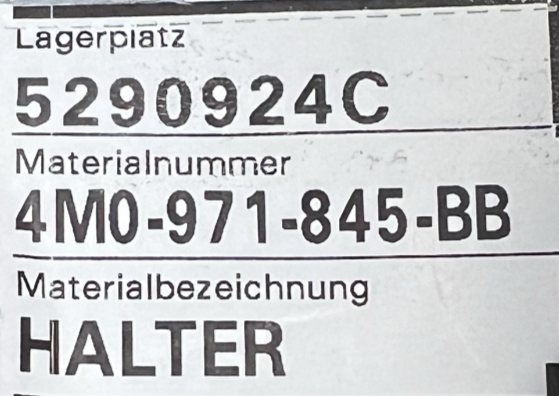 Lagerplatz
5290924C
Materialnummer
4M0-971-845-BB
Materialbezeichnung
HALTER